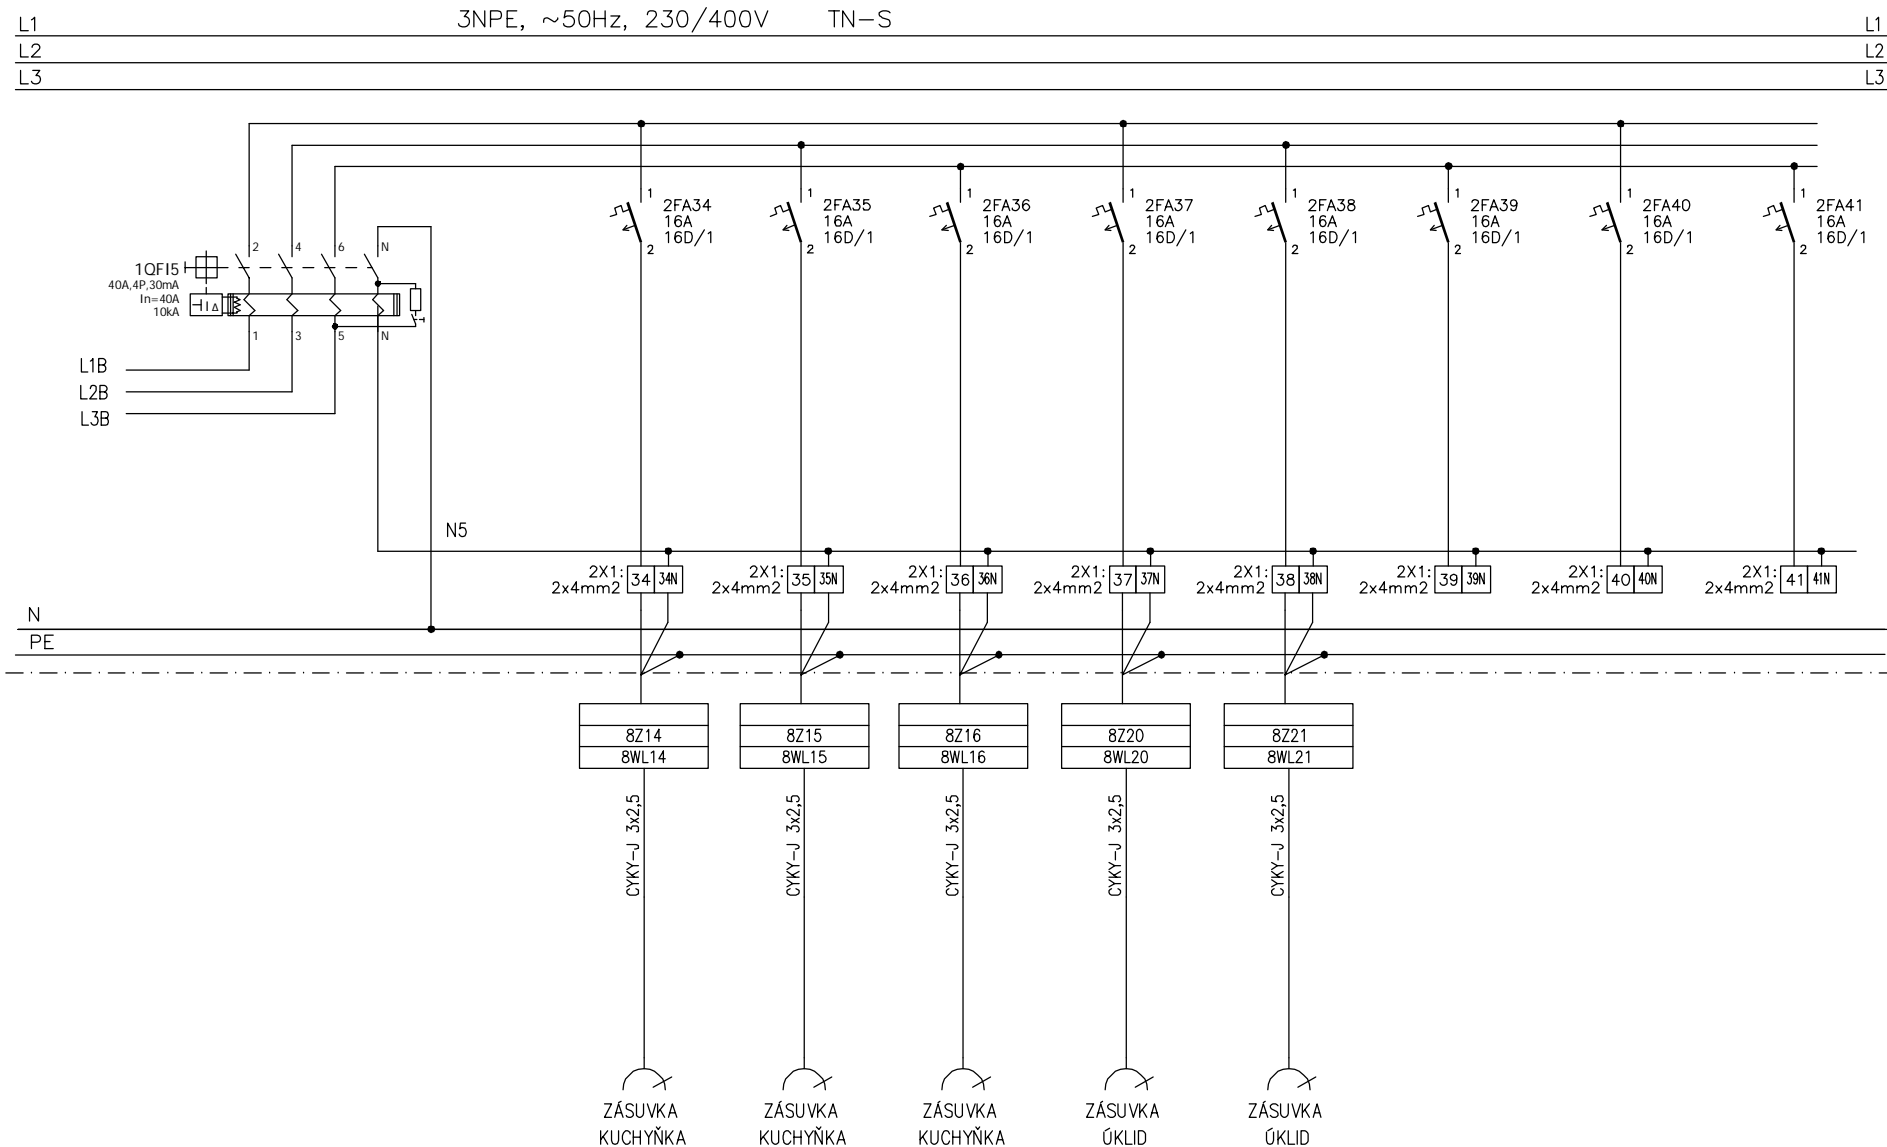 3NPE, ~50Hz, 230/400V TN-S
L1 L1
L2 L2
L3 L3
1 1 1 1 1 1 1 1
2FA34 2FA35 2FA36 2FA37 2FA38 2FA39 2FA40 2FA41
16A 16A 16A 16A 16A 16A 16A 16A
16D/1 16D/1 16D/1 16D/1 16D/1 16D/1 16D/1 16D/1
2 2 2 2 2 2 2 2
2 4 6 N
1QFI5
40A,4P,30mA
In=40A
10kA
1 3 5 N
L1B
L2B
L3B
N5
2X1: 34 34N 2X1: 35 35N 2X1: 36 36N 2X1: 37 37N 2X1: 38 38N 2X1: 39 39N 2X1: 40 40N 2X1: 41 41N
2x4mm2 2x4mm2 2x4mm2 2x4mm2 2x4mm2 2x4mm2 2x4mm2 2x4mm2
N
PE
8Z14 8Z15 8Z16 8Z20 8Z21
8WL14 8WL15 8WL16 8WL20 8WL21
CYKY-J 3x2,5 CYKY-J 3x2,5 CYKY-J 3x2,5 CYKY-J 3x2,5 CYKY-J 3x2,5
ZÁSUVKA ZÁSUVKA ZÁSUVKA ZÁSUVKA ZÁSUVKA
KUCHYŇKA KUCHYŇKA KUCHYŇKA ÚKLID ÚKLID